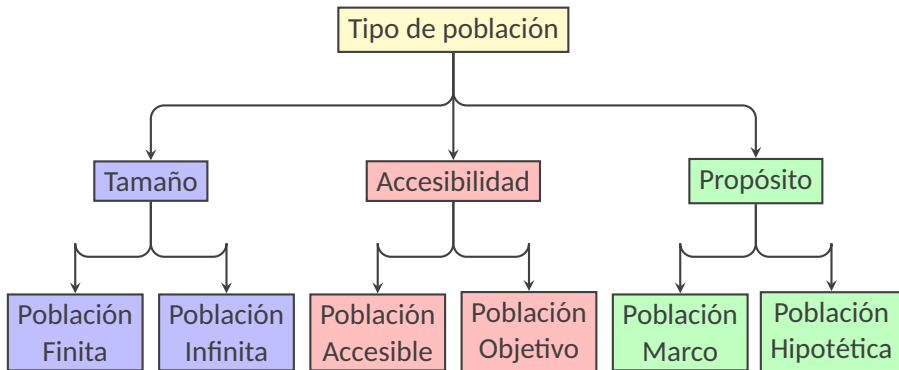 Tipo de población
Tamaño
Accesibilidad
Propósito
Población
Finita
Población
Infinita
Población
Accesible
Población
Objetivo
Población
Marco
Población
Hipotética